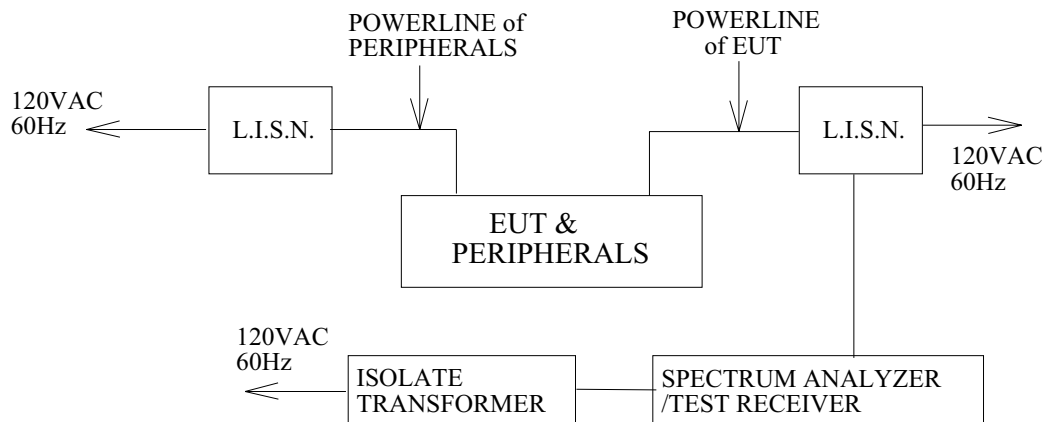 POWERLINE of
PERIPHERALS
POWERLINE
of EUT
120VAC
60Hz
L.I.S.N.
L.I.S.N.
120VAC
60Hz
EUT &
PERIPHERALS
120VAC
60Hz
ISOLATE
TRANSFORMER
SPECTRUM ANALYZER
/TEST RECEIVER